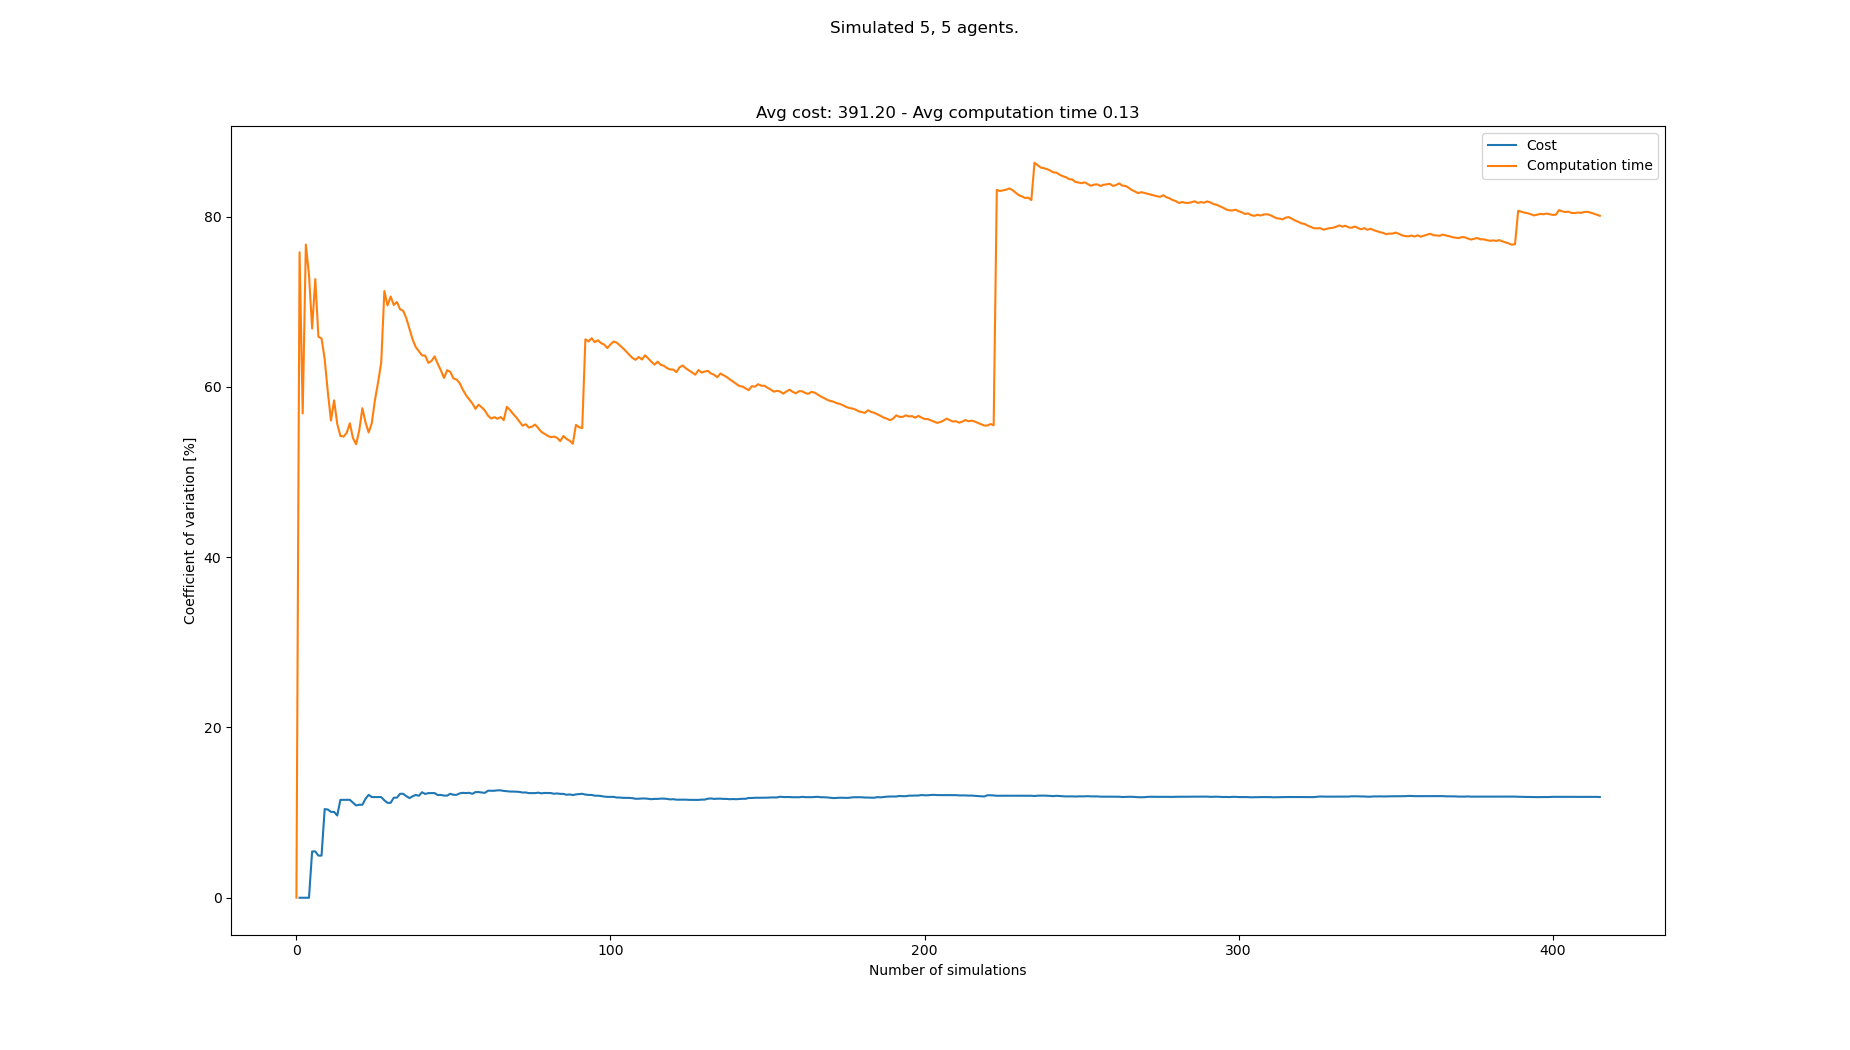 Simulated 5, 5 agents.
Avg cost: 391.20 - Avg computation time 0.13
Cost
Computation time
Coefficient of variation [%]
80
60
40
20
0
0 100 200 300 400
Number of simulations